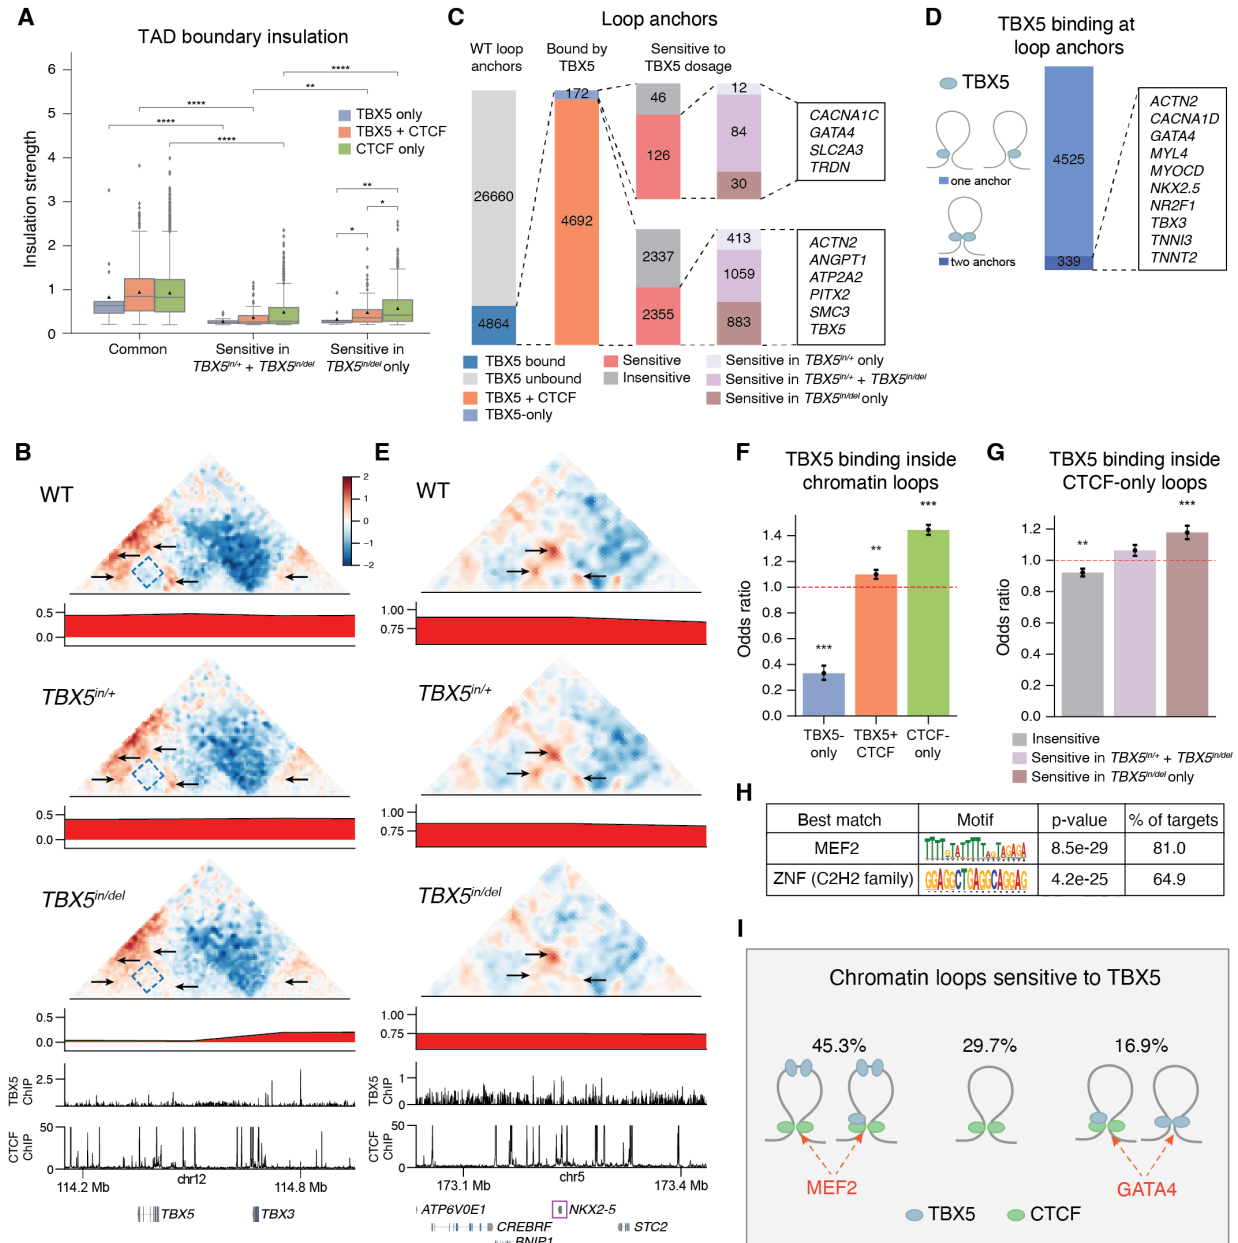 A
TAD boundary insulation
Insulation strength
6
5
4
3
2
1
0
****
**
****
****
****
**
*
*
TBX5 only
TBX5 + CTCF
CTCF only
Common
Sensitive in
TBX5in/+ + TBX5in/del
Sensitive in
TBX5in/del only
C
Loop anchors
WT loop
anchors
Bound by
TBX5
Sensitive to
TBX5 dosage
26660
4864
172
4692
46
126
12
84
30
2337
2355
413
1059
883
CACNA1C
GATA4
SLC2A3
TRDN
ACTN2
ANGPT1
ATP2A2
PITX2
SMC3
TBX5
TBX5 bound
TBX5 unbound
TBX5 + CTCF
TBX5-only
Sensitive
Insensitive
Sensitive in TBX5in/+ only
Sensitive in TBX5in/+ + TBX5in/del
Sensitive in TBX5in/del only
D
TBX5 binding at
loop anchors
TBX5
one anchor
two anchors
4525
339
ACTN2
CACNA1D
GATA4
MYL4
MYOCD
NKX2.5
NR2F1
TBX3
TNNI3
TNNT2
B
WT
2
1
0
−1
−2
0.5
0.0
TBX5in/+
0.5
0.0
TBX5in/del
0.5
0.0
TBX5
ChIP
2.5
0
CTCF
ChIP
50
0
114.2 Mb
chr12
114.8 Mb
TBX5
TBX3
E
WT
1.00
0.75
TBX5in/+
1.00
0.75
TBX5in/del
1.00
0.75
TBX5
ChIP
1
0
CTCF
ChIP
50
0
173.1 Mb
chr5
173.4 Mb
ATP6V0E1
NKX2-5
CREBRF
STC2
BNIP1
F
TBX5 binding inside
chromatin loops
Odds ratio
1.4
1.2
1.0
0.8
0.6
0.4
0.2
0.0
***
**
***
TBX5-
only
TBX5+
CTCF
CTCF-
only
G
TBX5 binding inside
CTCF-only loops
Odds ratio
1.2
1.0
0.8
0.6
0.4
0.2
0.0
**
***
Insensitive
Sensitive in TBX5in/+ + TBX5in/del
Sensitive in TBX5in/del only
H
Best match Motif p-value % of targets
MEF2 8.5e-29 81.0
ZNF (C2H2 family) GGAGGCTGAGGCAGGAG 4.2e-25 64.9
I
Chromatin loops sensitive to TBX5
45.3%
29.7%
16.9%
MEF2
GATA4
TBX5
CTCF